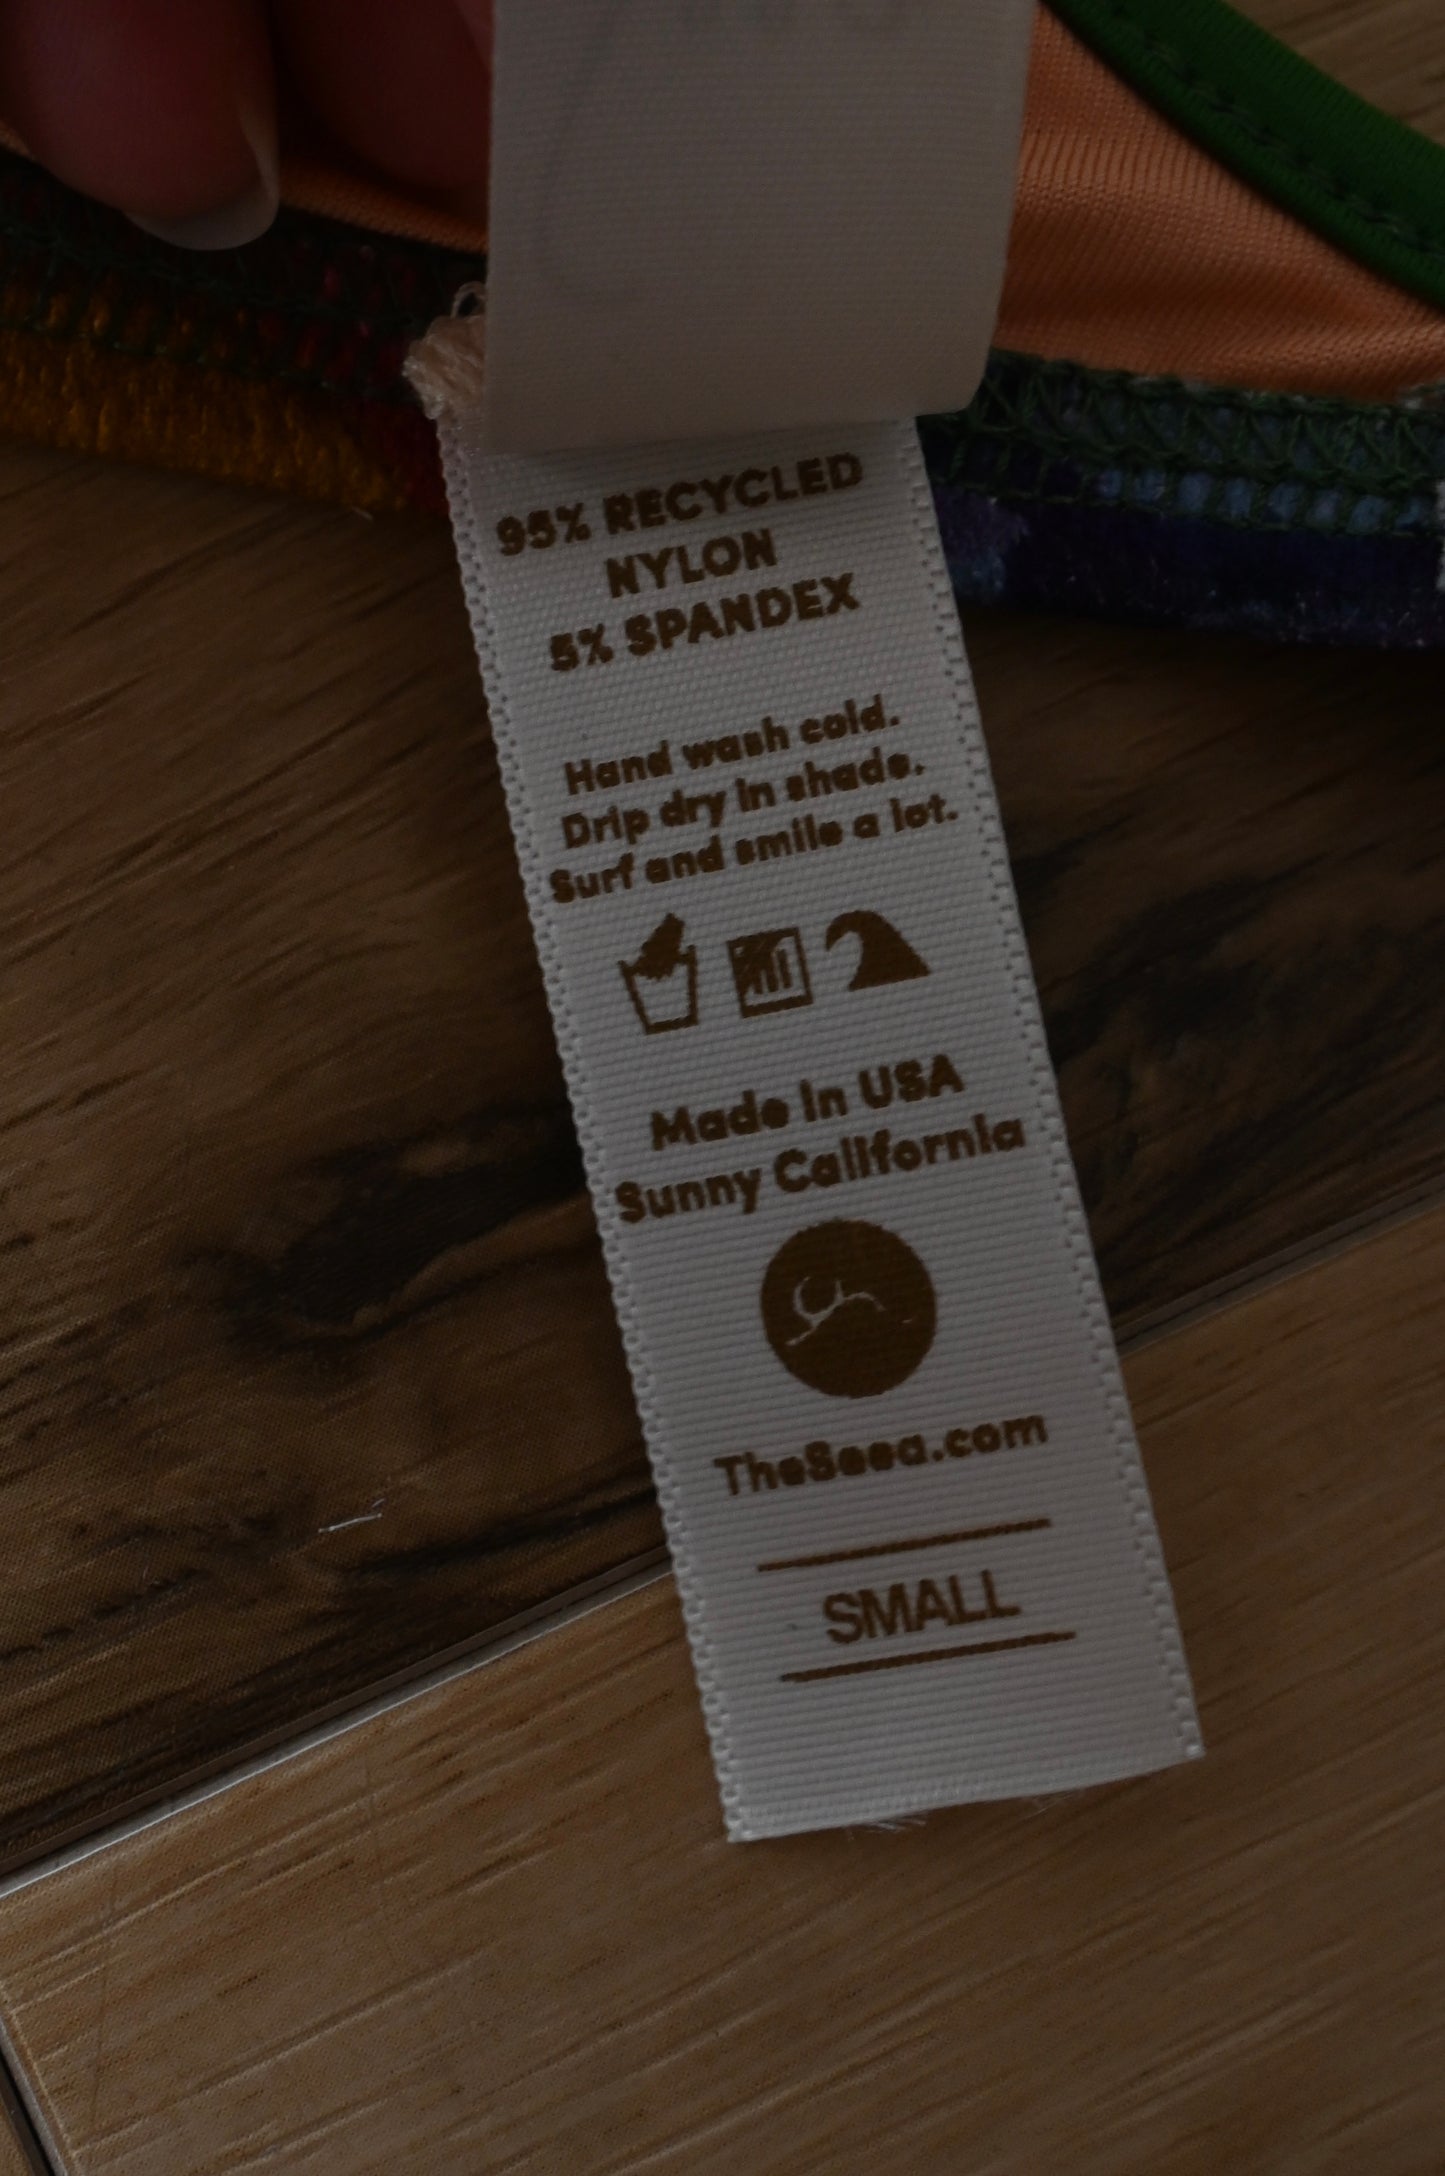 95% RECYCLED
NYLON
5% SPANDEX
Hand wash cold.
Drip dry in shade.
Surf and smile a lot.
Made in USA
Sunny California
TheSeea.com
SMALL